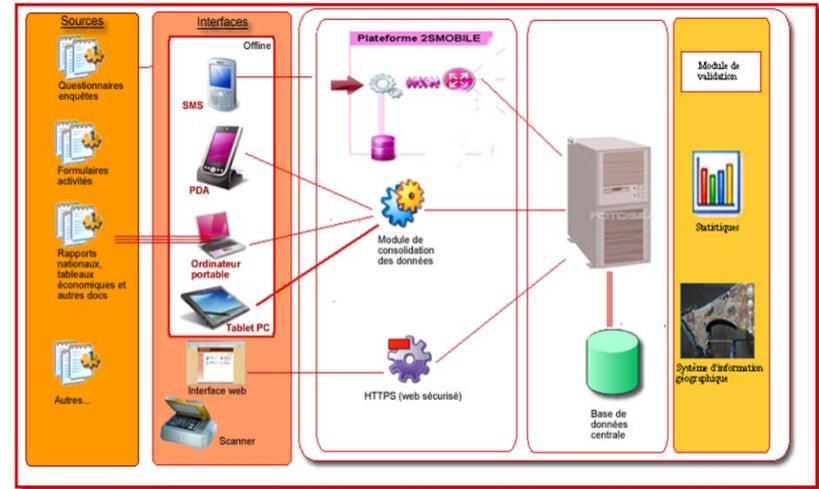 Sources
Questionnaires
enquêtes
Formulaires
activités
Rapports
nationaux,
tableaux
économiques et
autres docs
Autres...
Interfaces
Offline
SMS
PDA
Ordinateur
portable
Tablet PC
Interface web
Scanner
Plateforme 2SMOBILE
Module de
consolidation
des données
HTTPS (web sécurisé)
Base de
données
centrale
Module de
validation
Statistiques
Système d'information
géographique